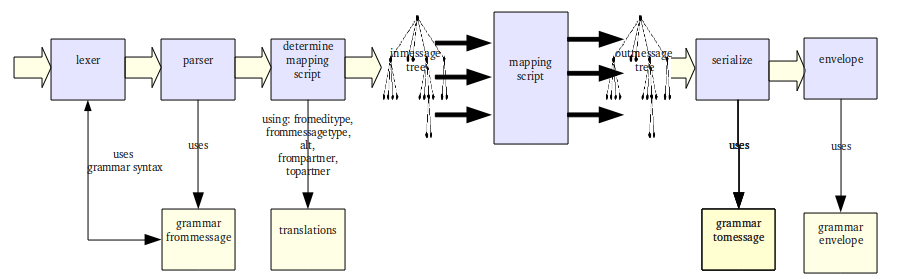 lexer
parser
determine
mapping
script
inmessage
tree
mapping
script
outmessage
tree
serialize
envelope
uses
grammar syntax
uses
using: fromeditype,
frommessagetype,
alt,
frompartner,
topartner
uses
uses
grammar
frommessage
translations
grammar
tomessage
grammar
envelope